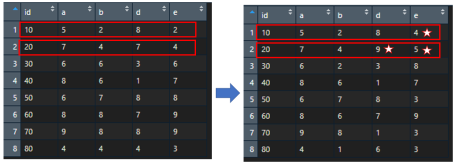 id a b d e
1 10 5 2 8 2
2 20 7 4 7 4
3 30 6 6 3 6
4 40 8 6 1 7
5 50 6 7 8 8
6 60 8 8 7 9
7 70 9 8 8 9
8 80 4 4 4 3
id a b d e
1 10 5 2 8 4
2 20 7 4 9 5
3 30 6 2 3 8
4 40 8 6 1 7
5 50 6 7 8 3
6 60 8 6 7 9
7 70 9 8 1 3
8 80 4 1 6 3